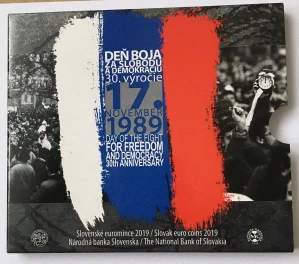 DEŇ BOJA
ZA SLOBODU
A DEMOKRACIU
30. výročie
17.
NOVEMBER
1989
DAY OF THE FIGHT
FOR FREEDOM
AND DEMOCRACY
30th ANNIVERSARY
Slovenské euromince 2019 / Slovak euro coins 2019
Národná banka Slovenska / The National Bank of Slovakia